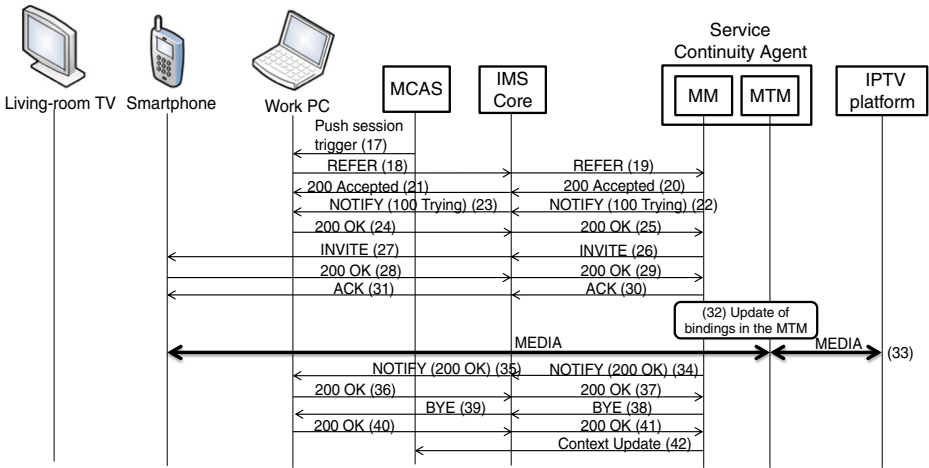 Service
Continuity Agent
Living-room TV
Smartphone
Work PC
MCAS
IMS
Core
MM
MTM
IPTV
platform
Push session
trigger (17)
REFER (18)
REFER (19)
200 Accepted (21)
200 Accepted (20)
NOTIFY (100 Trying) (23)
NOTIFY (100 Trying) (22)
200 OK (24)
200 OK (25)
INVITE (27)
INVITE (26)
200 OK (28)
200 OK (29)
ACK (31)
ACK (30)
(32) Update of
bindings in the MTM
MEDIA
MEDIA
(33)
NOTIFY (200 OK) (35)
NOTIFY (200 OK) (34)
200 OK (36)
200 OK (37)
BYE (39)
BYE (38)
200 OK (40)
200 OK (41)
Context Update (42)